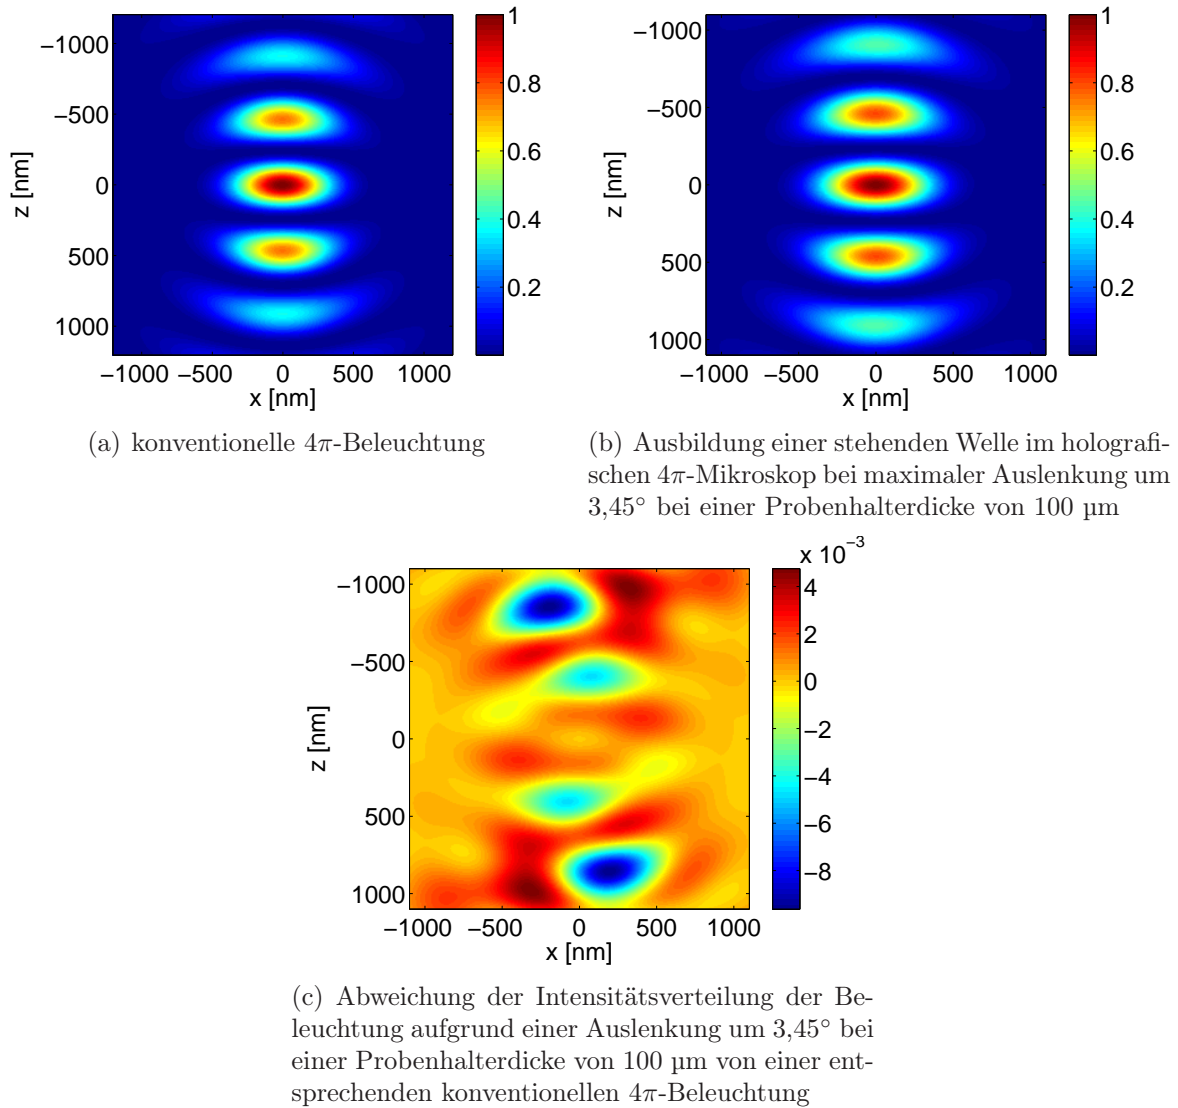 −1000
−500
0
500
1000
z [nm]
−1000 −500 0 500 1000
x [nm]
1
0.8
0.6
0.4
0.2
(a) konventionelle 4π-Beleuchtung
−1000
−500
0
500
1000
z [nm]
−1000 −500 0 500 1000
x [nm]
1
0.8
0.6
0.4
0.2
(b) Ausbildung einer stehenden Welle im holografi-
schen 4π-Mikroskop bei maximaler Auslenkung um
3,45° bei einer Probenhalterdicke von 100 µm
−1000
−500
0
500
1000
z [nm]
−1000 −500 0 500 1000
x [nm]
x 10⁻³
4
2
0
−2
−4
−6
−8
(c) Abweichung der Intensitätsverteilung der Be-
leuchtung aufgrund einer Auslenkung um 3,45° bei
einer Probenhalterdicke von 100 µm von einer ent-
sprechenden konventionellen 4π-Beleuchtung